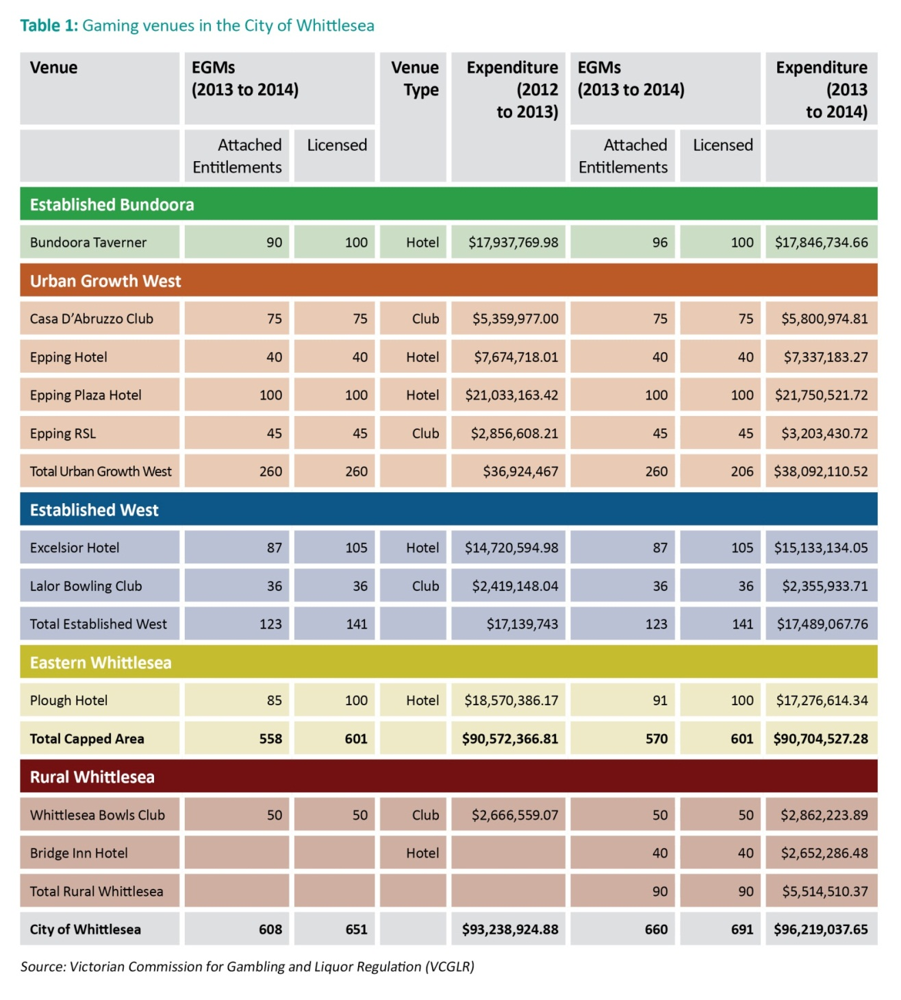 Table 1: Gaming venues in the City of Whittlesea
Venue EGMs Venue Expenditure EGMs Expenditure
(2013 to 2014) Type (2012 (2013 to 2014) (2013
to 2013) to 2014)
Attached Licensed Attached Licensed
Entitlements Entitlements
Established Bundoora
Bundoora Taverner 90 100 Hotel $17,937,769.98 96 100 $17,846,734.66
Urban Growth West
Casa D’Abruzzo Club 75 75 Club $5,359,977.00 75 75 $5,800,974.81
Epping Hotel 40 40 Hotel $7,674,718.01 40 40 $7,337,183.27
Epping Plaza Hotel 100 100 Hotel $21,033,163.42 100 100 $21,750,521.72
Epping RSL 45 45 Club $2,856,608.21 45 45 $3,203,430.72
Total Urban Growth West 260 260 $36,924,467 260 206 $38,092,110.52
Established West
Excelsior Hotel 87 105 Hotel $14,720,594.98 87 105 $15,133,134.05
Lalor Bowling Club 36 36 Club $2,419,148.04 36 36 $2,355,933.71
Total Established West 123 141 $17,139,743 123 141 $17,489,067.76
Eastern Whittlesea
Plough Hotel 85 100 Hotel $18,570,386.17 91 100 $17,276,614.34
Total Capped Area 558 601 $90,572,366.81 570 601 $90,704,527.28
Rural Whittlesea
Whittlesea Bowls Club 50 50 Club $2,666,559.07 50 50 $2,862,223.89
Bridge Inn Hotel Hotel 40 40 $2,652,286.48
Total Rural Whittlesea 90 90 $5,514,510.37
City of Whittlesea 608 651 $93,238,924.88 660 691 $96,219,037.65
Source: Victorian Commission for Gambling and Liquor Regulation (VCGLR)